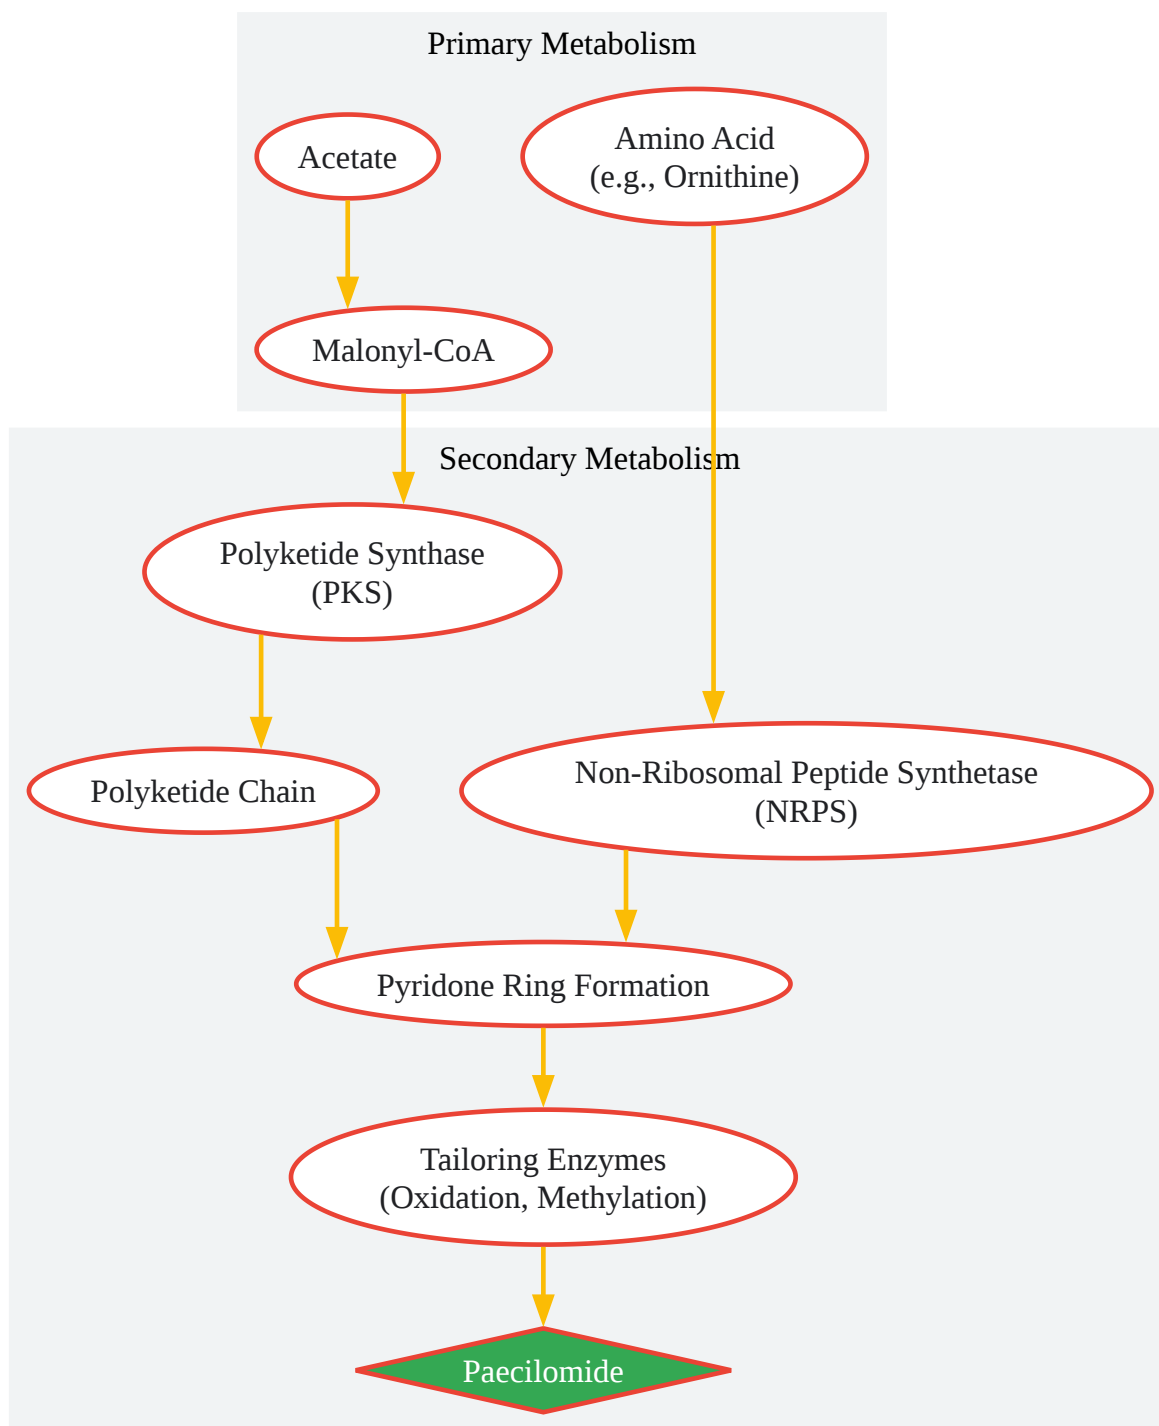 Primary Metabolism
Acetate
Amino Acid
(e.g., Ornithine)
Malonyl-CoA
Secondary Metabolism
Polyketide Synthase
(PKS)
Polyketide Chain
Non-Ribosomal Peptide Synthetase
(NRPS)
Pyridone Ring Formation
Tailoring Enzymes
(Oxidation, Methylation)
Paecilomide